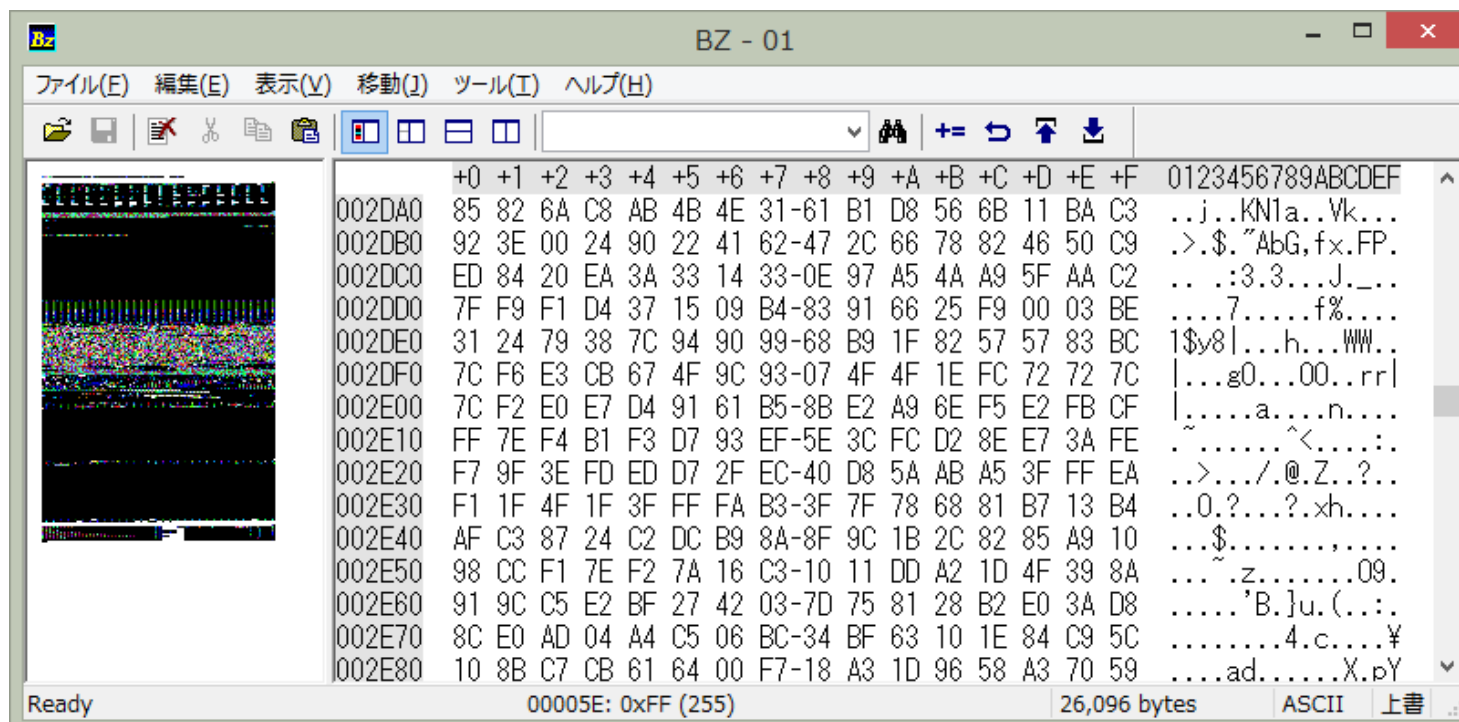 Bz BZ - 01
ファイル(F) 編集(E) 表示(V) 移動(J) ツール(T) ヘルプ(H)
+=
+0 +1 +2 +3 +4 +5 +6 +7 +8 +9 +A +B +C +D +E +F 0123456789ABCDEF
002DA0 85 82 6A C8 AB 4B 4E 31-61 B1 D8 56 6B 11 BA C3 ..j..KN1a..Vk...
002DB0 92 3E 00 24 90 22 41 62-47 2C 66 78 82 46 50 C9 .>.$."AbG,fx.FP.
002DC0 ED 84 20 EA 3A 33 14 33-0E 97 A5 4A A9 5F AA C2 .. .:3.3...J._..
002DD0 7F F9 F1 D4 37 15 09 B4-83 91 66 25 F9 00 03 BE ....7.....f%....
002DE0 31 24 79 38 7C 94 90 99-68 B9 1F 82 57 57 83 BC 1$y8|...h...WW..
002DF0 7C F6 E3 CB 67 4F 9C 93-07 4F 4F 1E FC 72 72 7C |...gO...OO..rr|
002E00 7C F2 E0 E7 D4 91 61 B5-8B E2 A9 6E F5 E2 FB CF |.....a....n....
002E10 FF 7E F4 B1 F3 D7 93 EF-5E 3C FC D2 8E E7 3A FE .~......^<....:.
002E20 F7 9F 3E FD ED D7 2F EC-40 D8 5A AB A5 3F FF EA ..>.../.@.Z..?..
002E30 F1 1F 4F 1F 3F FF FA B3-3F 7F 78 68 81 B7 13 B4 ..O.?...?.xh....
002E40 AF C3 87 24 C2 DC B9 8A-8F 9C 1B 2C 82 85 A9 10 ...$.......,....
002E50 98 CC F1 7E F2 7A 16 C3-10 11 DD A2 1D 4F 39 8A ...~.z.......O9.
002E60 91 9C C5 E2 BF 27 42 03-7D 75 81 28 B2 E0 3A D8 .....'B.}u.(..:.
002E70 8C E0 AD 04 A4 C5 06 BC-34 BF 63 10 1E 84 C9 5C ........4.c....¥
002E80 10 8B C7 CB 61 64 00 F7-18 A3 1D 96 58 A3 70 59 ....ad......X.pY
Ready 00005E: 0xFF (255) 26,096 bytes ASCII 上書